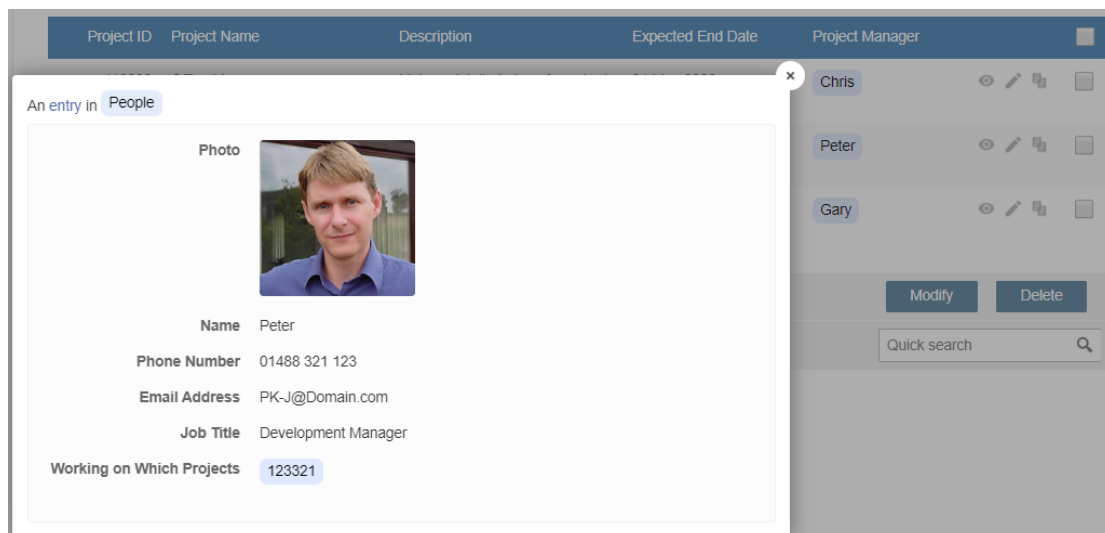 Project ID Project Name Description Expected End Date Project Manager
×
Chris
An entry in People
Photo
Peter
Gary
Modify Delete
Name Peter
Quick search
Phone Number 01488 321 123
Email Address PK-J@Domain.com
Job Title Development Manager
Working on Which Projects 123321